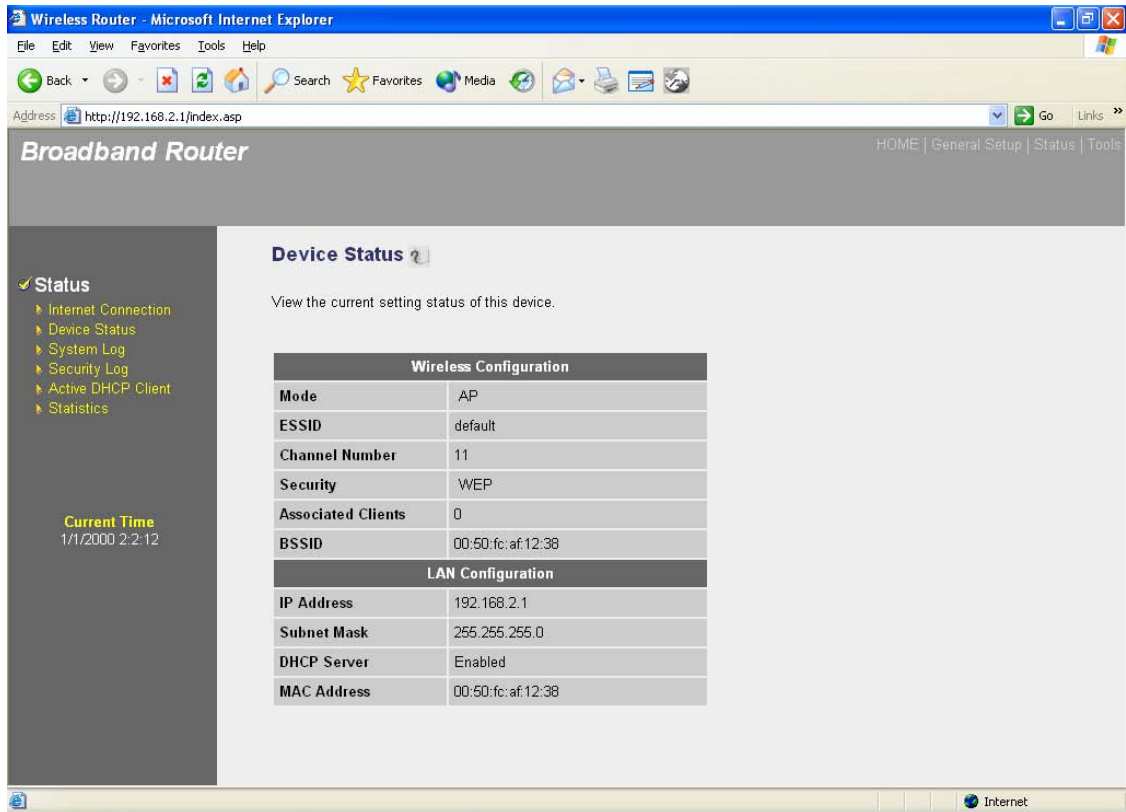 Wireless Router - Microsoft Internet Explorer
File Edit View Favorites Tools Help
Back Search Favorites Media
Address http://192.168.2.1/index.asp Go Links »
Broadband Router
HOME | General Setup | Status | Tools
Status
Internet Connection
Device Status
System Log
Security Log
Active DHCP Client
Statistics
Current Time
1/1/2000 2:2:12
Device Status
View the current setting status of this device.
Wireless Configuration
Mode AP
ESSID default
Channel Number 11
Security WEP
Associated Clients 0
BSSID 00:50:fc:af:12:38
LAN Configuration
IP Address 192.168.2.1
Subnet Mask 255.255.255.0
DHCP Server Enabled
MAC Address 00:50:fc:af:12:38
Internet